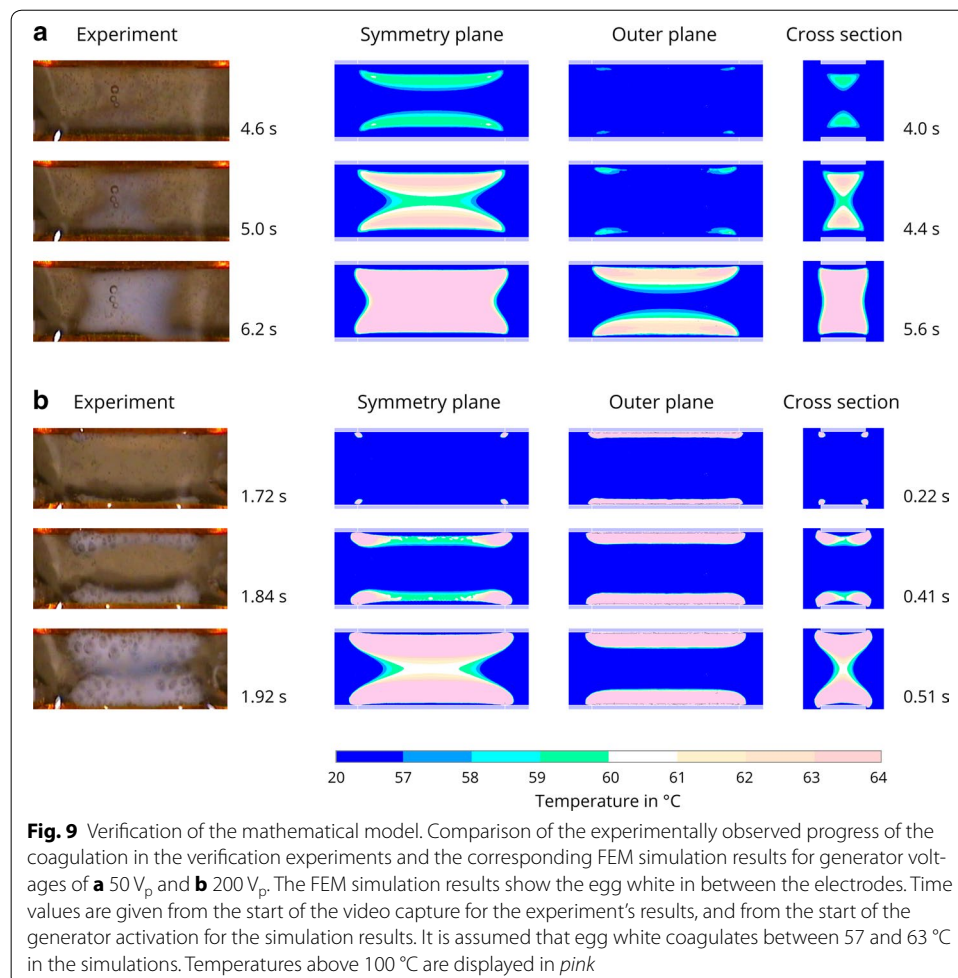 a Experiment Symmetry plane Outer plane Cross section
4.6 s 4.0 s
5.0 s 4.4 s
6.2 s 5.6 s
b Experiment Symmetry plane Outer plane Cross section
1.72 s 0.22 s
1.84 s 0.41 s
1.92 s 0.51 s
20 57 58 59 60 61 62 63 64
Temperature in °C
Fig. 9 Verification of the mathematical model. Comparison of the experimentally observed progress of the
coagulation in the verification experiments and the corresponding FEM simulation results for generator volt-
ages of a 50 Vp and b 200 Vp. The FEM simulation results show the egg white in between the electrodes. Time
values are given from the start of the video capture for the experiment’s results, and from the start of the
generator activation for the simulation results. It is assumed that egg white coagulates between 57 and 63 °C
in the simulations. Temperatures above 100 °C are displayed in pink